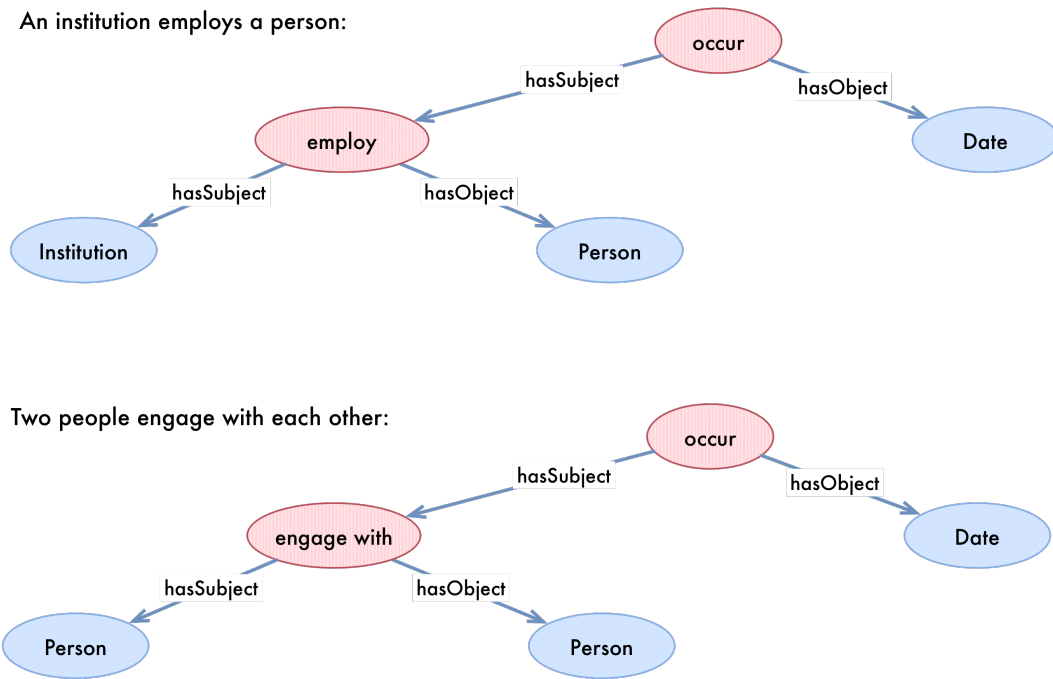 An institution employs a person:
occur
hasSubject
hasObject
employ
Date
hasSubject
hasObject
Institution
Person
Two people engage with each other:
occur
hasSubject
hasObject
engage with
Date
hasSubject
hasObject
Person
Person